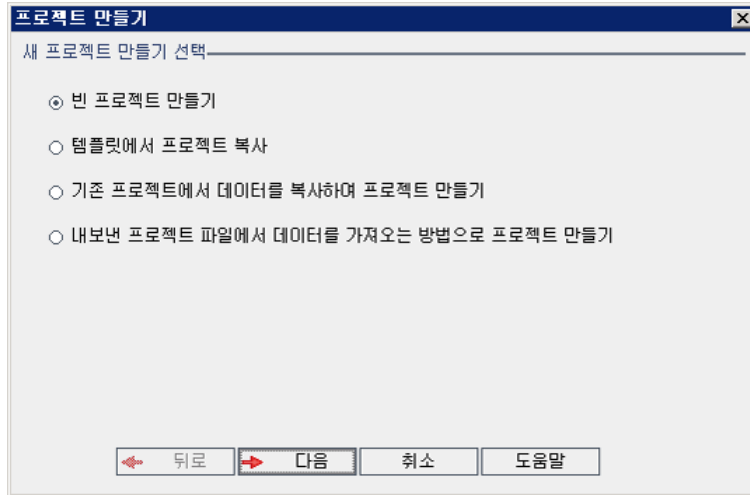 프로젝트 만들기
새 프로젝트 만들기 선택
빈 프로젝트 만들기
템플릿에서 프로젝트 복사
기존 프로젝트에서 데이터를 복사하여 프로젝트 만들기
내보낸 프로젝트 파일에서 데이터를 가져오는 방법으로 프로젝트 만들기
뒤로 다음 취소 도움말